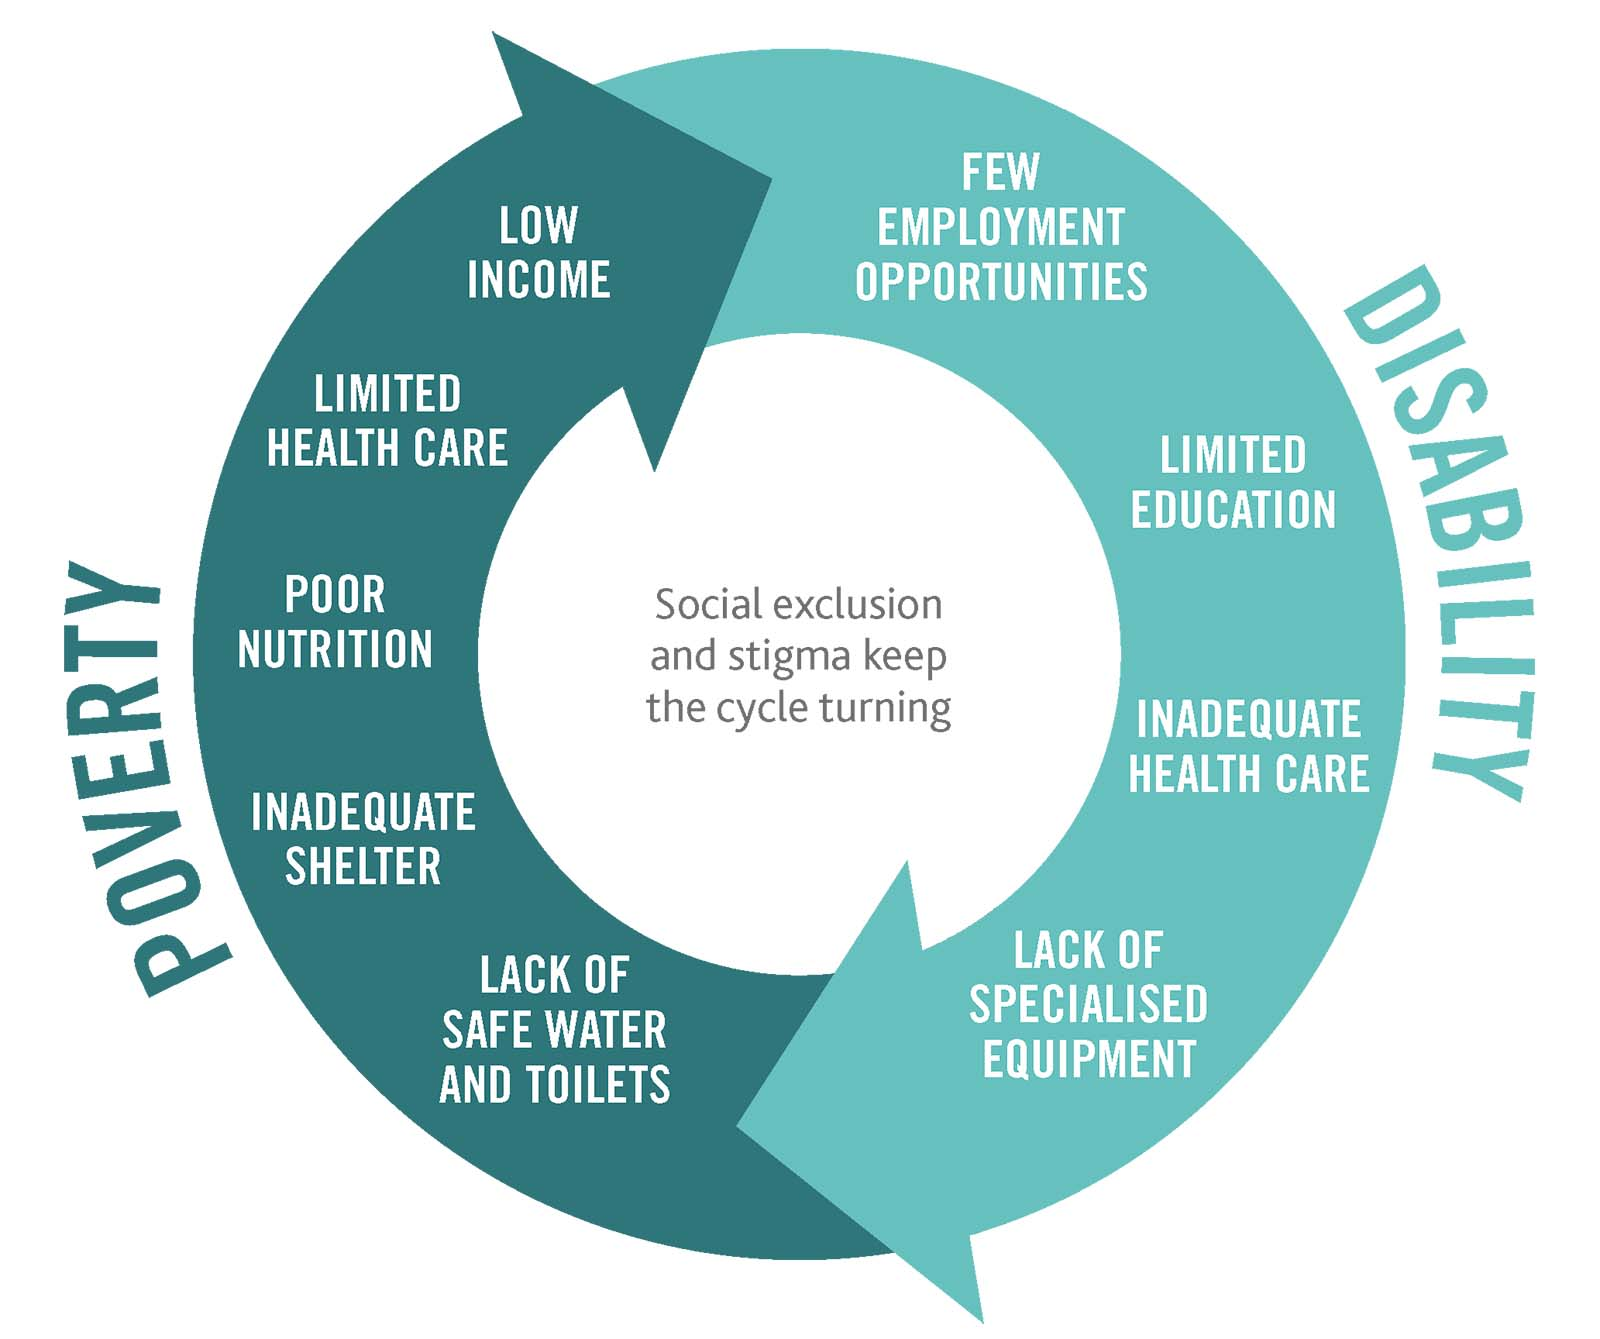 POVERTY
LOW
INCOME
LIMITED
HEALTH CARE
POOR
NUTRITION
INADEQUATE
SHELTER
LACK OF
SAFE WATER
AND TOILETS
Social exclusion
and stigma keep
the cycle turning
DISABILITY
FEW
EMPLOYMENT
OPPORTUNITIES
LIMITED
EDUCATION
INADEQUATE
HEALTH CARE
LACK OF
SPECIALISED
EQUIPMENT